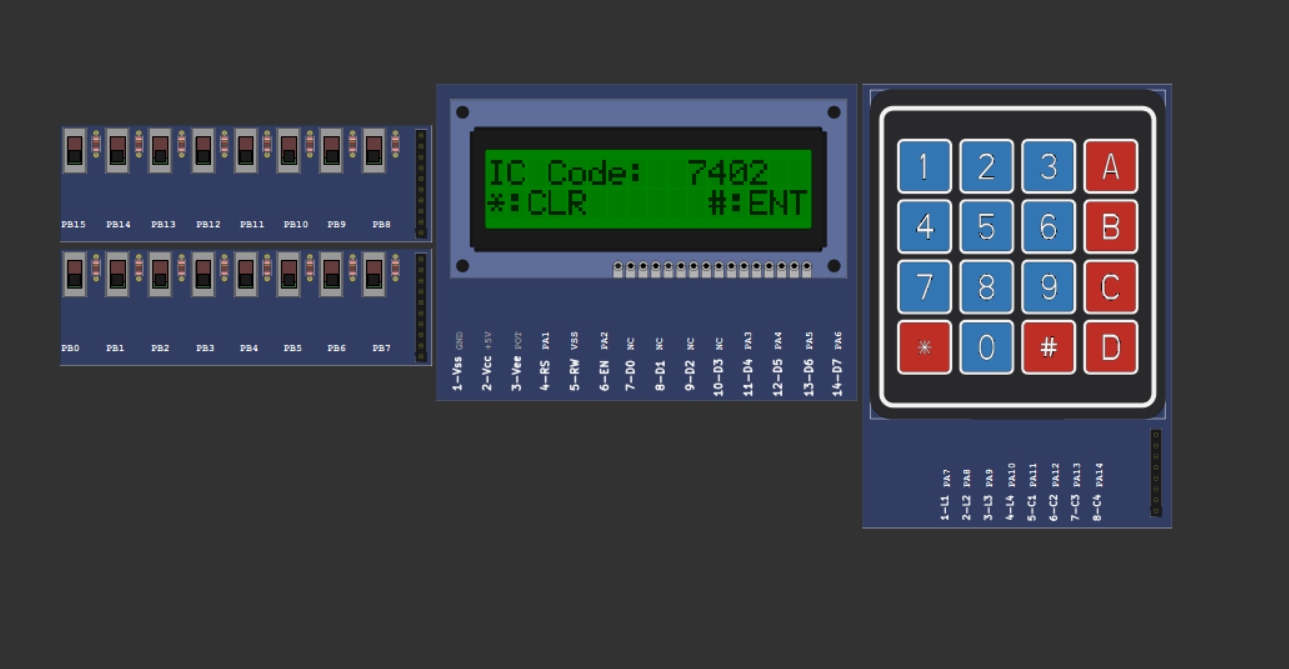 PB15 PB14 PB13 PB12 PB11 PB10 PB9 PB8
PB0 PB1 PB2 PB3 PB4 PB5 PB6 PB7
IC Code: 7402
*:CLR #:ENT
1-Vss GND
2-Vcc +5V
3-Vee POT
4-RS PA1
5-RW VSS
6-EN PA2
7-D0 NC
8-D1 NC
9-D2 NC
10-D3 NC
11-D4 PA3
12-D5 PA4
13-D6 PA5
14-D7 PA6
1 2 3 A
4 5 6 B
7 8 9 C
* 0 # D
1-L1 PA7
2-L2 PA8
3-L3 PA9
4-L4 PA10
5-C1 PA11
6-C2 PA12
7-C3 PA13
8-C4 PA14